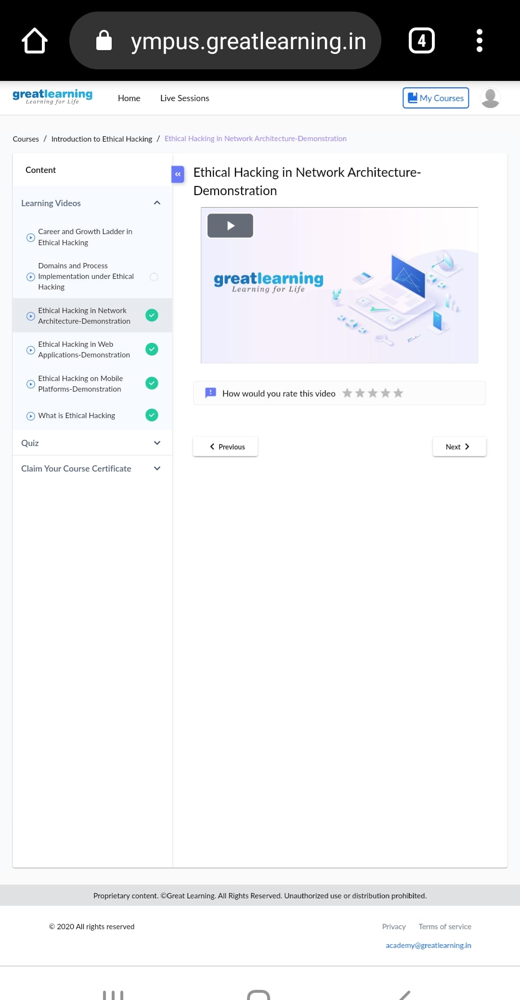 ympus.greatlearning.in
4
greatlearning
Learning for Life
Home
Live Sessions
My Courses
Courses / Introduction to Ethical Hacking / Ethical Hacking in Network Architecture-Demonstration
Content
Learning Videos
Career and Growth Ladder in
Ethical Hacking
Domains and Process
Implementation under Ethical
Hacking
Ethical Hacking in Network
Architecture-Demonstration
Ethical Hacking in Web
Applications-Demonstration
Ethical Hacking on Mobile
Platforms-Demonstration
What is Ethical Hacking
Quiz
Claim Your Course Certificate
Ethical Hacking in Network Architecture-
Demonstration
greatlearning
Learning for Life
How would you rate this video
Previous
Next
Proprietary content. ©Great Learning. All Rights Reserved. Unauthorized use or distribution prohibited.
© 2020 All rights reserved
Privacy
Terms of service
academy@greatlearning.in